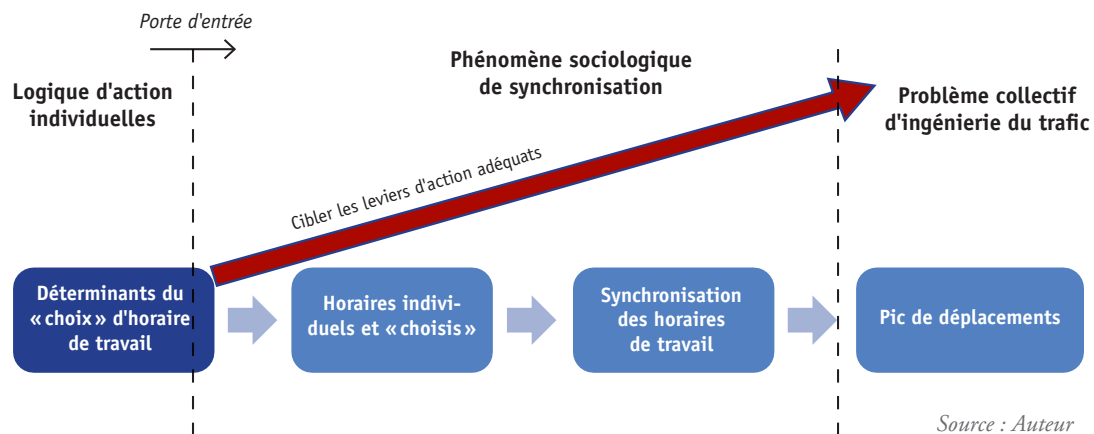 Porte d'entrée
Logique d'action
individuelles
Phénomène sociologique
de synchronisation
Problème collectif
d'ingénierie du trafic
Cibler les leviers d'action adéquats
Déterminants du
« choix » d'horaire
de travail
Horaires indivi-
duels et « choisis »
Synchronisation
des horaires
de travail
Pic de déplacements
Source : Auteur